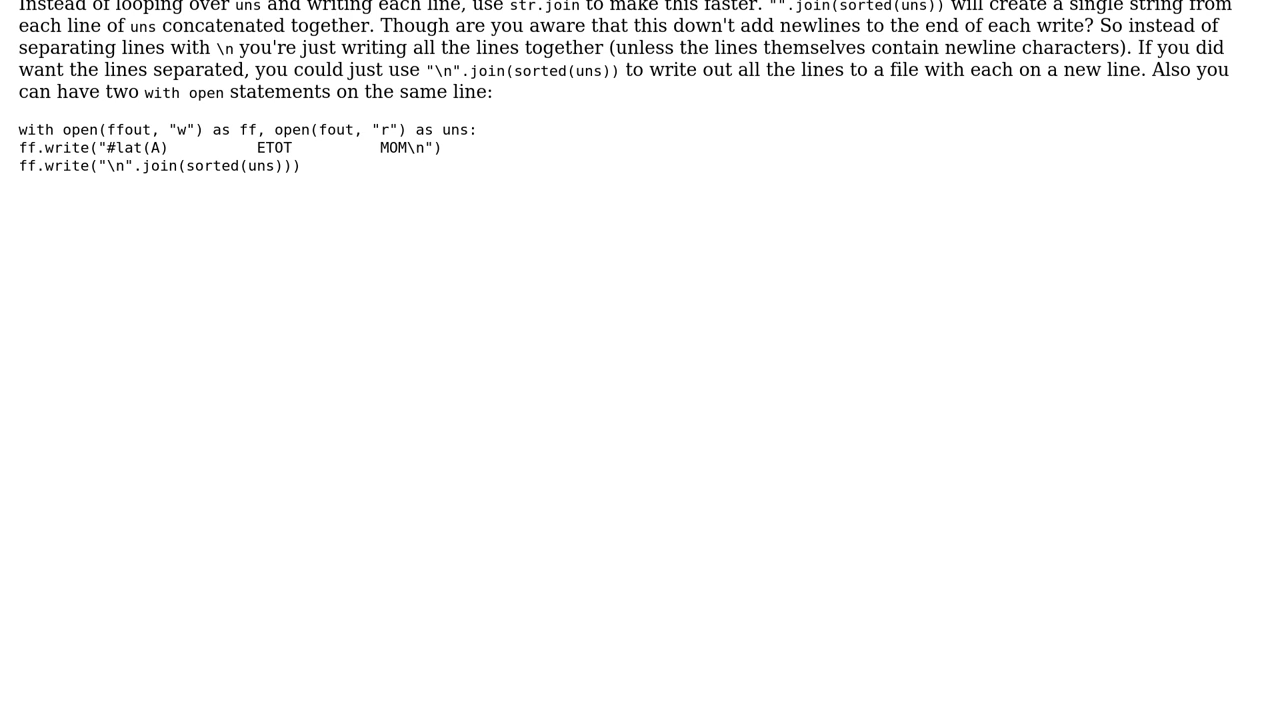 Instead of looping over uns and writing each line, use str.join to make this faster. "".join(sorted(uns)) will create a single string from
each line of uns concatenated together. Though are you aware that this down't add newlines to the end of each write? So instead of
separating lines with \n you're just writing all the lines together (unless the lines themselves contain newline characters). If you did
want the lines separated, you could just use "\n".join(sorted(uns)) to write out all the lines to a file with each on a new line. Also you
can have two with open statements on the same line:
with open(ffout, "w") as ff, open(fout, "r") as uns:
ff.write("#lat(A)          ETOT          MOM\n")
ff.write("\n".join(sorted(uns)))